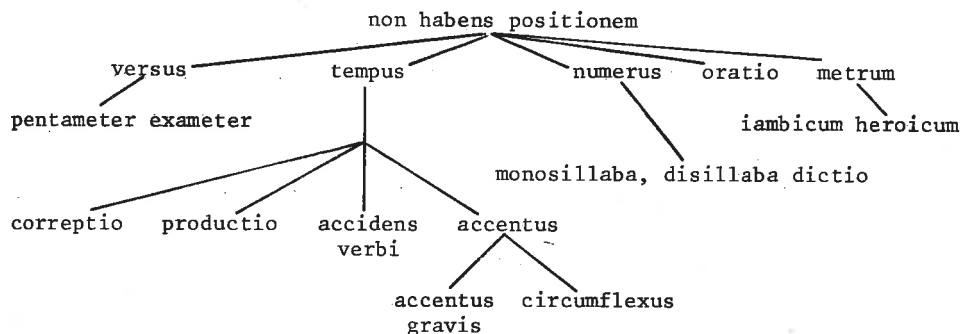 non habens positionem
versus tempus numerus oratio metrum
pentameter exameter
iambicum heroicum
monosillaba, disillaba dictio
correptio productio accidens accentus
verbi
accentus circumflexus
gravis